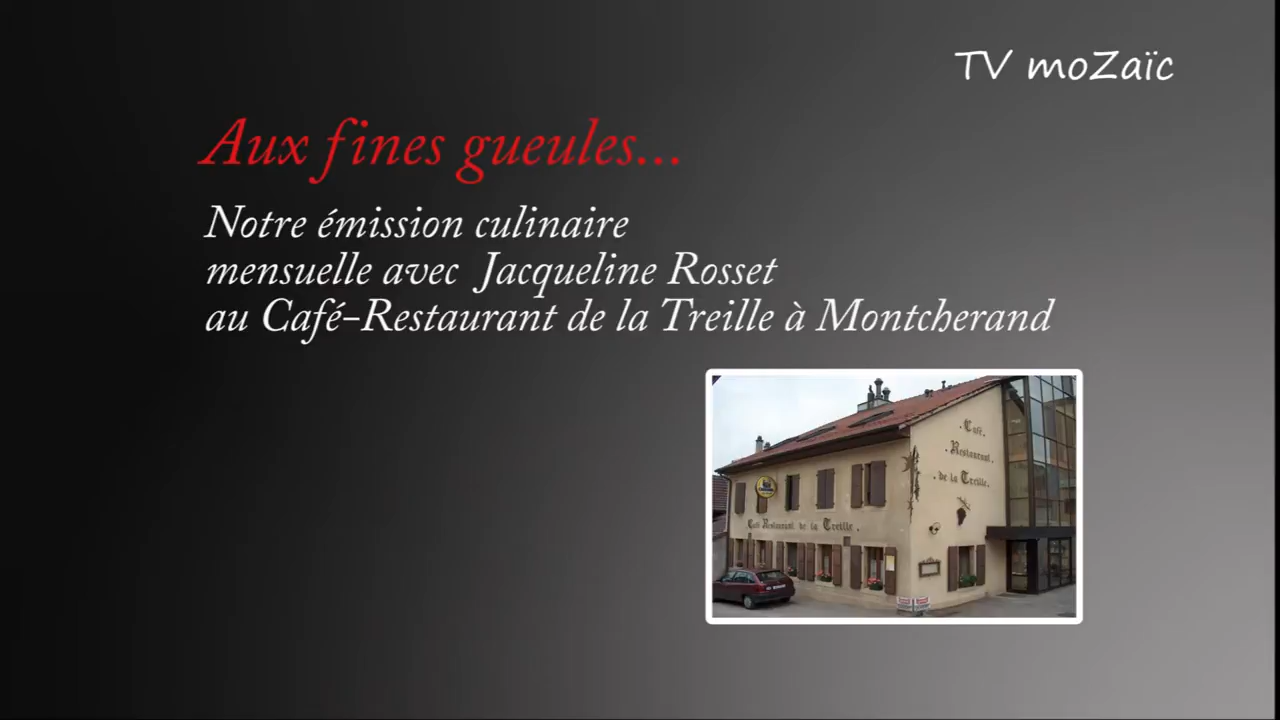 TV moZaïc
Aux fines gueules...
Notre émission culinaire
mensuelle avec Jacqueline Rosset
au Café-Restaurant de la Treille à Montcherand
. Café .
. Restaurant .
. de la Treille .
Café Restaurant de la Treille .